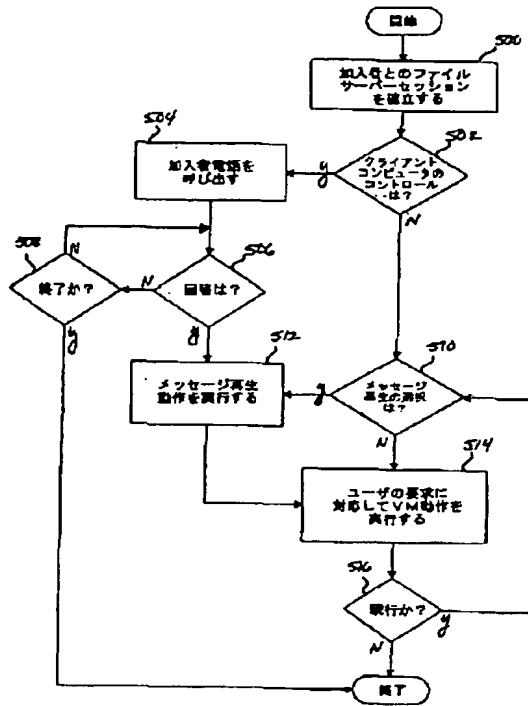 開始
500
加入者とのファイル
サーバーセッション
を確立する
502
クライアント
コンピュータの
コントロールは?
y
N
504
加入者電話を
呼び出す
506
回答は?
N
y
508
終了か?
N
y
510
メッセージ
再生の選択
は?
y
N
512
メッセージ再生
動作を実行する
514
ユーザの要求に
対応してVM動作を
実行する
516
続行か?
y
N
終了